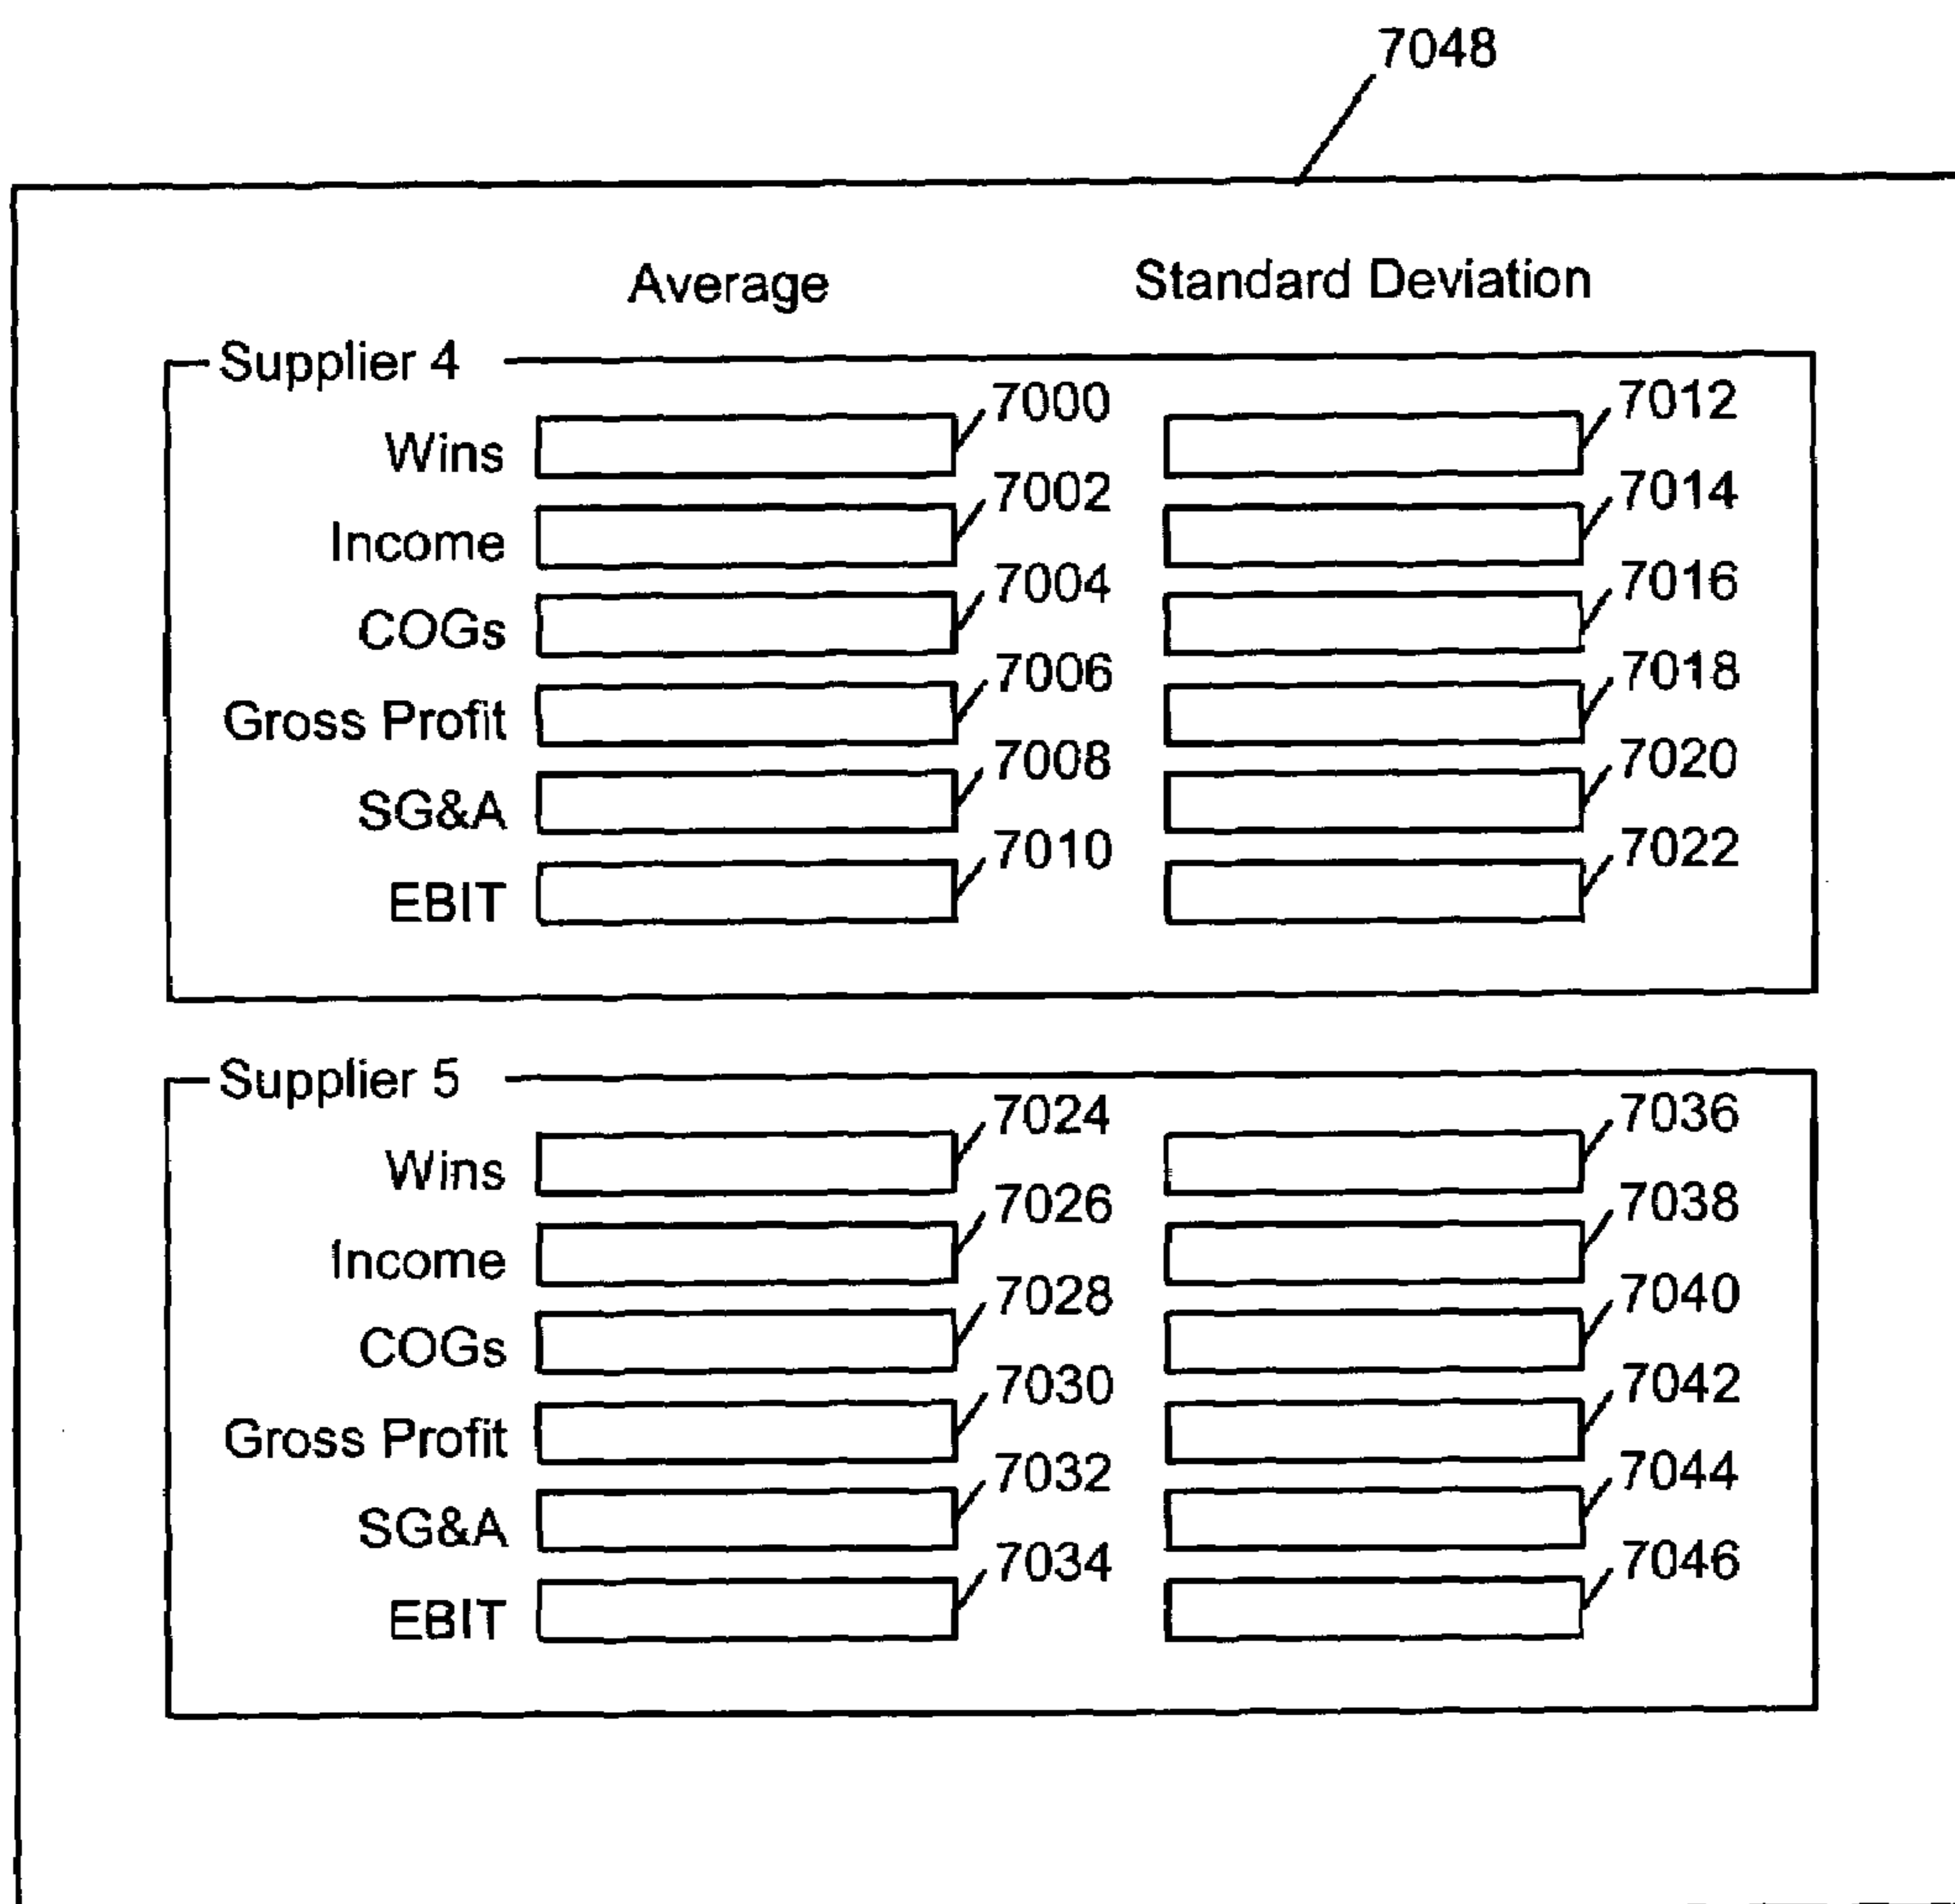 7048
Average Standard Deviation
Supplier 4
Wins 7000 7012
Income 7002 7014
COGs 7004 7016
Gross Profit 7006 7018
SG&A 7008 7020
EBIT 7010 7022
Supplier 5
Wins 7024 7036
Income 7026 7038
COGs 7028 7040
Gross Profit 7030 7042
SG&A 7032 7044
EBIT 7034 7046